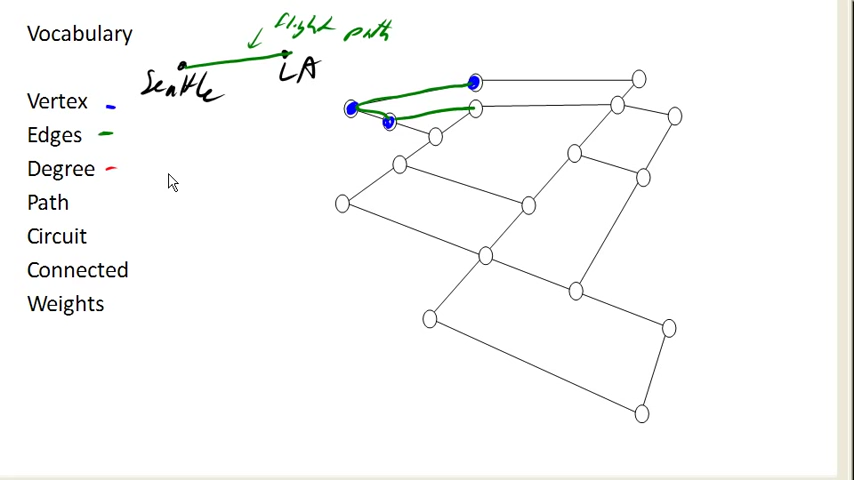 Vocabulary
flight path
Seattle
LA
Vertex
Edges
Degree
Path
Circuit
Connected
Weights